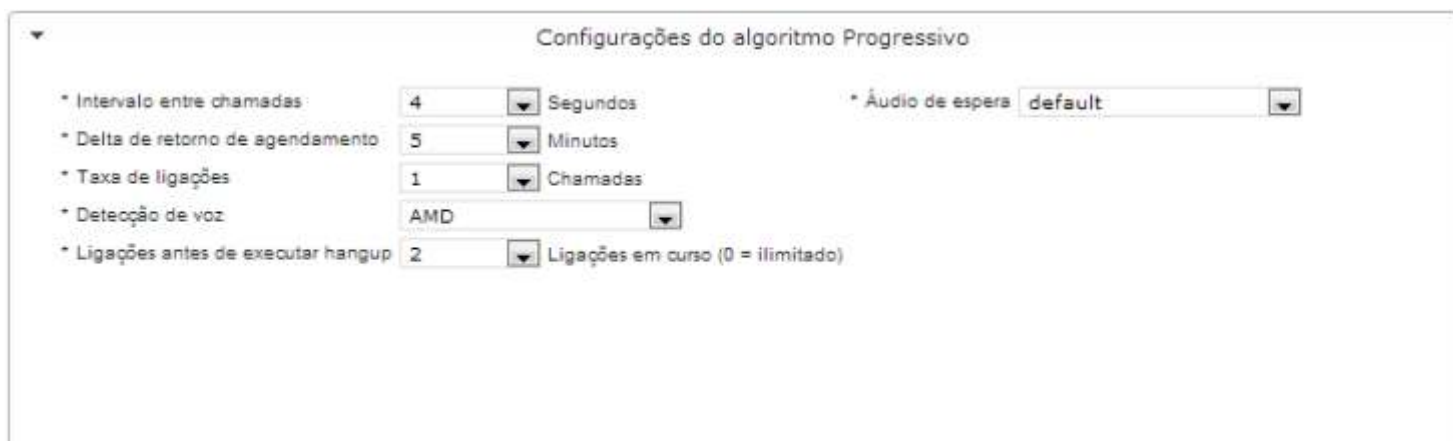 Configurações do algoritmo Progressivo
* Intervalo entre chamadas 4 Segundos * Áudio de espera default
* Delta de retorno de agendamento 5 Minutos
* Taxa de ligações 1 Chamadas
* Detecção de voz AMD
* Ligações antes de executar hangup 2 Ligações em curso (0 = ilimitado)